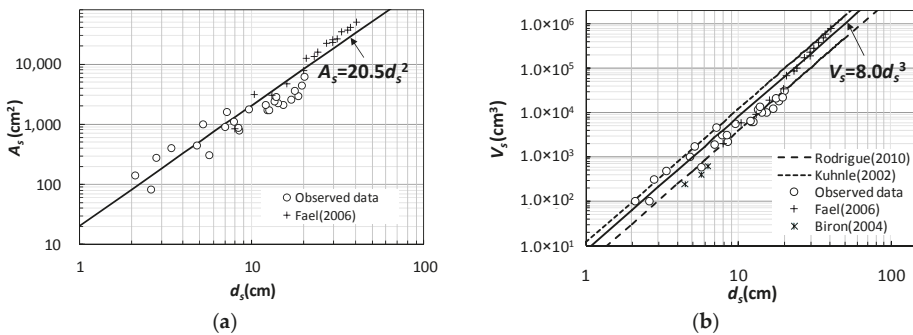 10,000
1,000
100
10
A_s(cm²)
A_s=20.5d_s²
○ Observed data
+ Fael(2006)
1 10 100
d_s(cm)
(a)
1.0×10⁶
1.0×10⁵
1.0×10⁴
1.0×10³
1.0×10²
1.0×10¹
V_s(cm³)
V_s=8.0d_s³
Rodrigue(2010)
Kuhnle(2002)
○ Observed data
+ Fael(2006)
Biron(2004)
1 10 100
d_s(cm)
(b)